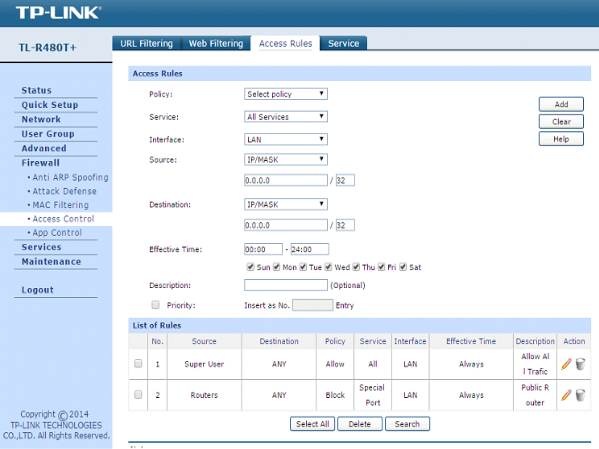 TP-LINK®
TL-R480T+
URL Filtering Web Filtering Access Rules Service
Status
Quick Setup
Network
User Group
Advanced
Firewall
• Anti ARP Spoofing
• Attack Defense
• MAC Filtering
• Access Control
• App Control
Services
Maintenance
Logout
Copyright © 2014
TP-LINK TECHNOLOGIES
CO.,LTD. All Rights Reserved.
Access Rules
Policy: Select policy
Service: All Services
Interface: LAN
Source: IP/MASK
0.0.0.0 / 32
Destination: IP/MASK
0.0.0.0 / 32
Effective Time: 00:00 - 24:00
Sun Mon Tue Wed Thu Fri Sat
Description: (Optional)
Priority: Insert as No. Entry
Add
Clear
Help
List of Rules
No. Source Destination Policy Service Interface Effective Time Description Action
1 Super User ANY Allow All LAN Always Allow Al
l Trafic
2 Routers ANY Block Special
Port LAN Always Public R
outer
Select All Delete Search